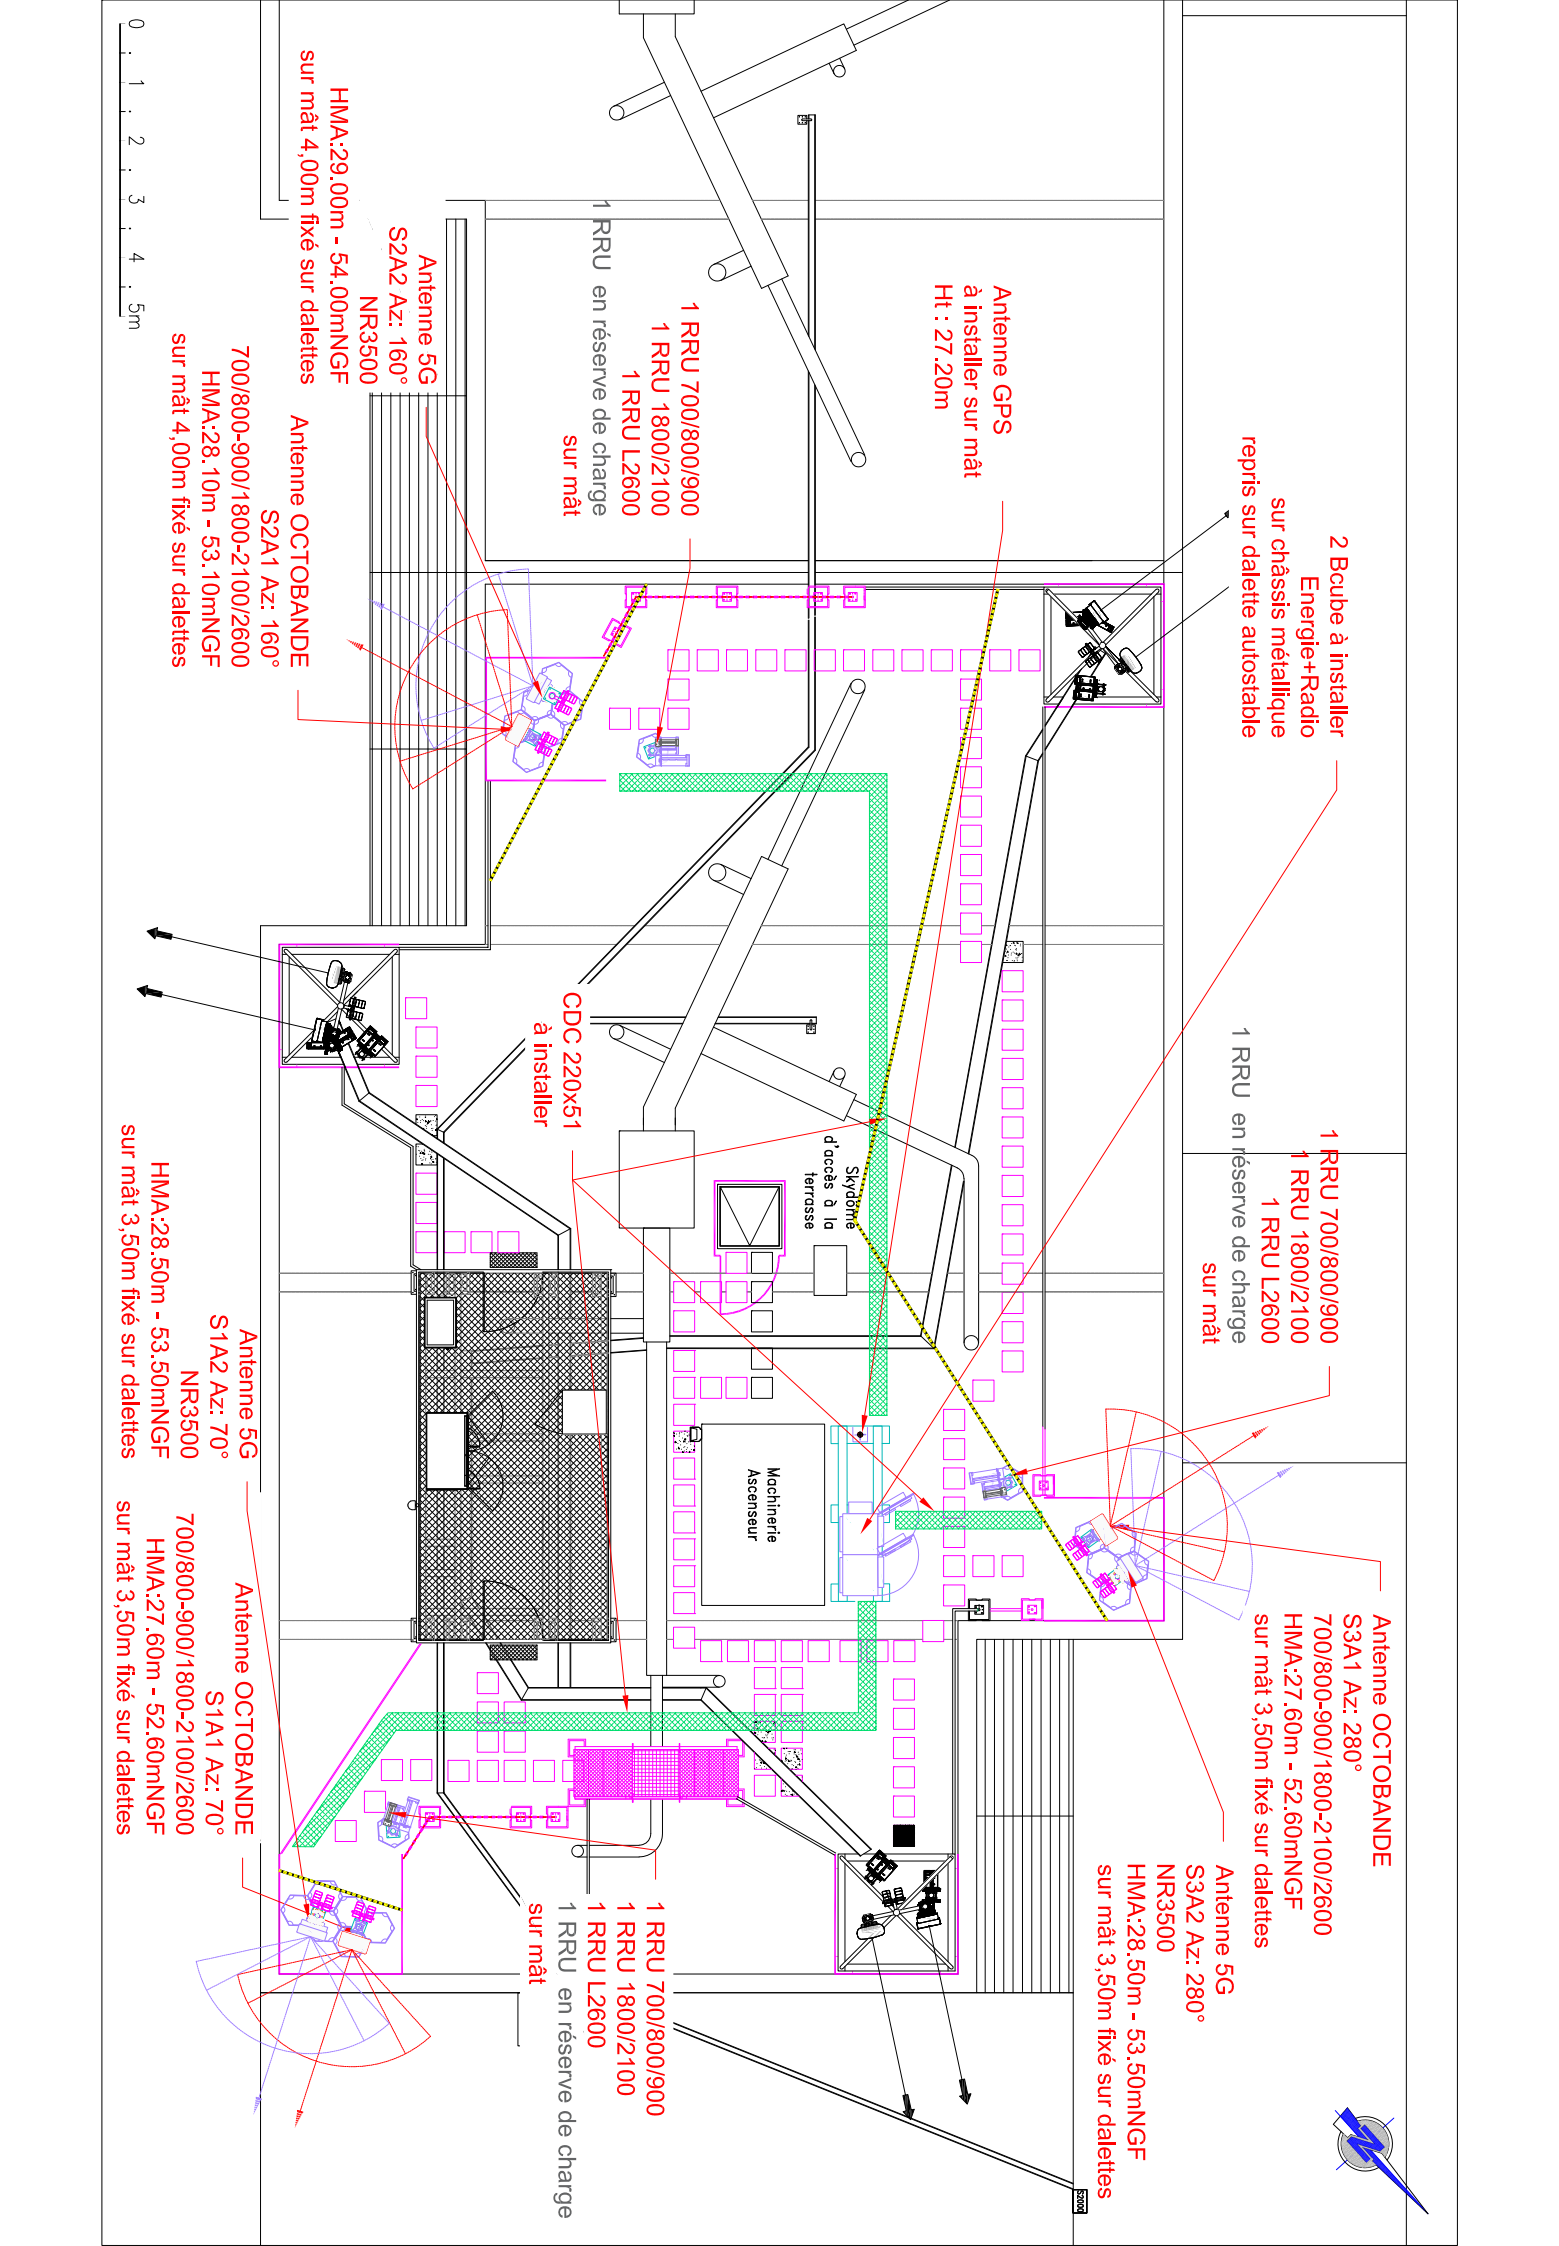 2 Bcube à installer
Energie+Radio
sur châssis métallique
repris sur dalette autostable
Antenne GPS
à installer sur mât
Ht : 27.20m
1 RRU 700/800/900
1 RRU 1800/2100
1 RRU L2600
1 RRU en réserve de charge
sur mât
Antenne 5G
S2A2 Az: 160°
NR3500
HMA:29.00m - 54.00mNGF
sur mât 4,00m fixé sur dalettes
Antenne OCTOBANDE
S2A1 Az: 160°
700/800-900/1800-2100/2600
HMA:28.10m - 53.10mNGF
sur mât 4,00m fixé sur dalettes
0 . 1 . 2 . 3 . 4 . 5m
1 RRU 700/800/900
1 RRU 1800/2100
1 RRU L2600
1 RRU en réserve de charge
sur mât
Skydôme
d'accès à la
terrasse
CDC 220x51
à installer
Machinerie
Ascenseur
Antenne 5G
S1A2 Az: 70°
NR3500
HMA:28.50m - 53.50mNGF
sur mât 3,50m fixé sur dalettes
Antenne OCTOBANDE
S1A1 Az: 70°
700/800-900/1800-2100/2600
HMA:27.60m - 52.60mNGF
sur mât 3,50m fixé sur dalettes
Antenne OCTOBANDE
S3A1 Az: 280°
700/800-900/1800-2100/2600
HMA:27.60m - 52.60mNGF
sur mât 3,50m fixé sur dalettes
Antenne 5G
S3A2 Az: 280°
NR3500
HMA:28.50m - 53.50mNGF
sur mât 3,50m fixé sur dalettes
1 RRU 700/800/900
1 RRU 1800/2100
1 RRU L2600
1 RRU en réserve de charge
sur mât
S2000
N